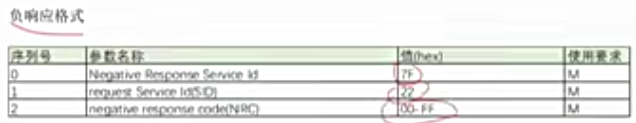 负响应格式
序列号 参数名称 值(hex) 使用要求
0 Negative Response Service Id 7F M
1 request Service Id(SID) 22 M
2 negative response code(NRC) 00-FF M